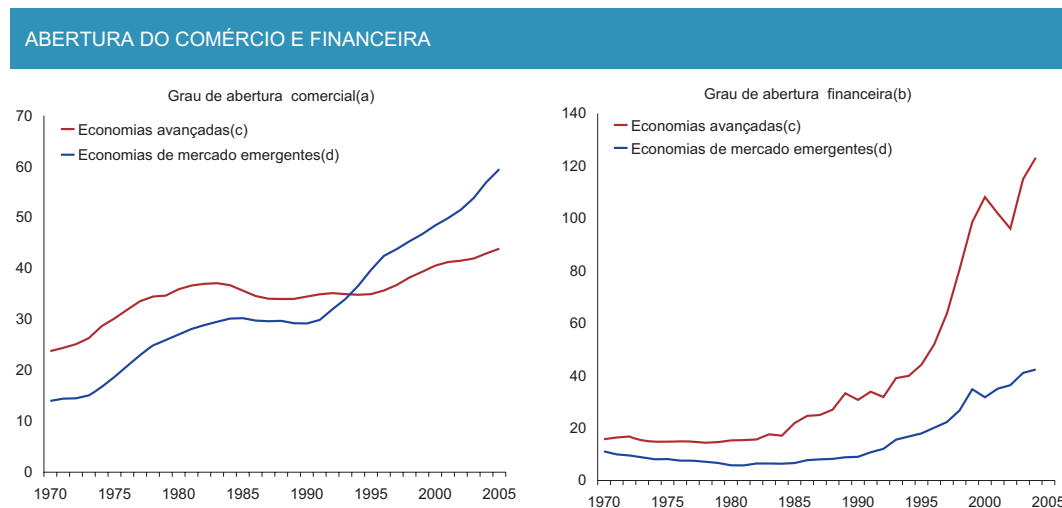 ABERTURA DO COMÉRCIO E FINANCEIRA
Grau de abertura comercial(a)
70
60
50
40
30
20
10
0
Economias avançadas(c)
Economias de mercado emergentes(d)
1970 1975 1980 1985 1990 1995 2000 2005
Grau de abertura financeira(b)
140
120
100
80
60
40
20
0
Economias avançadas(c)
Economias de mercado emergentes(d)
1970 1975 1980 1985 1990 1995 2000 2005